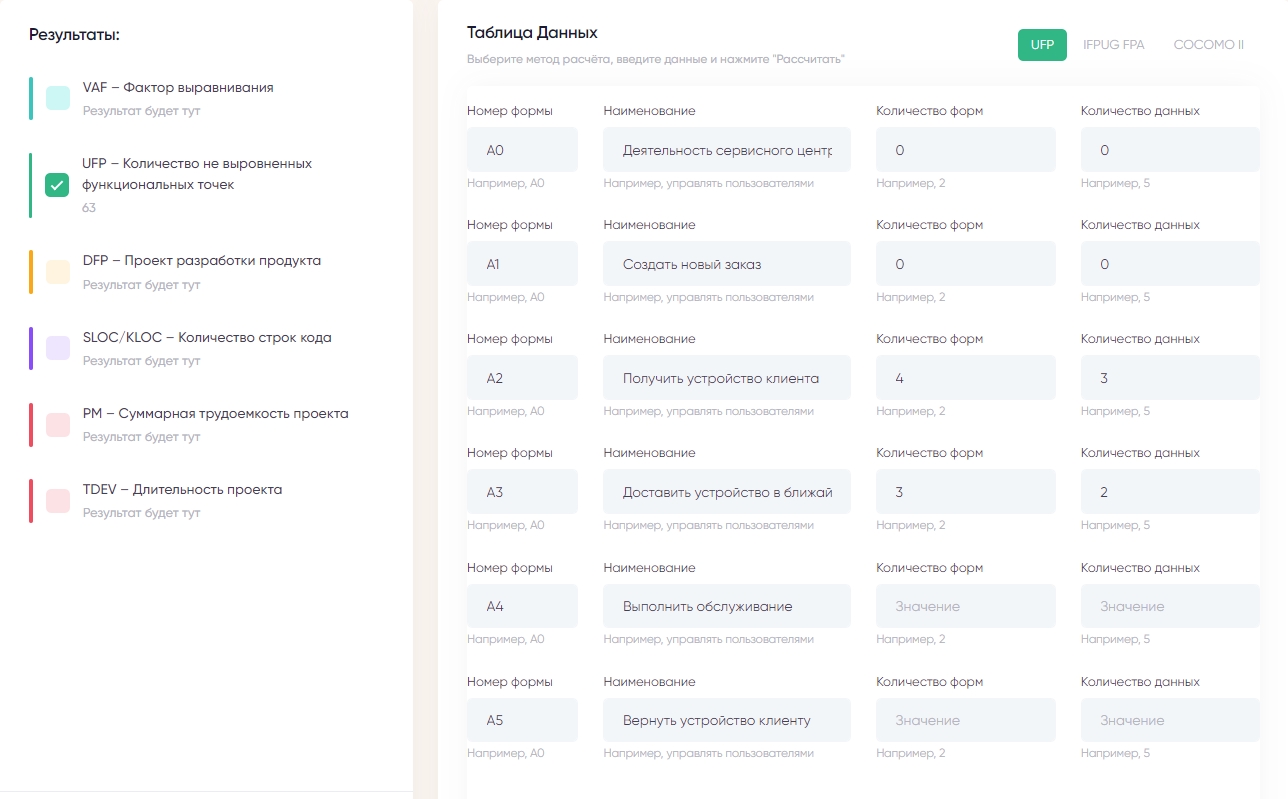 Результаты:
VAF – Фактор выравнивания
Результат будет тут
UFP – Количество не выровненных
функциональных точек
63
DFP – Проект разработки продукта
Результат будет тут
SLOC/KLOC – Количество строк кода
Результат будет тут
PM – Суммарная трудоемкость проекта
Результат будет тут
TDEV – Длительность проекта
Результат будет тут
Таблица Данных
Выберите метод расчёта, введите данные и нажмите "Рассчитать"
UFP IFPUG FPA COCOMO II
Номер формы Наименование Количество форм Количество данных
A0 Деятельность сервисного центр 0 0
Например, A0 Например, управлять пользователями Например, 2 Например, 5
Номер формы Наименование Количество форм Количество данных
A1 Создать новый заказ 0 0
Например, A0 Например, управлять пользователями Например, 2 Например, 5
Номер формы Наименование Количество форм Количество данных
A2 Получить устройство клиента 4 3
Например, A0 Например, управлять пользователями Например, 2 Например, 5
Номер формы Наименование Количество форм Количество данных
A3 Доставить устройство в ближай 3 2
Например, A0 Например, управлять пользователями Например, 2 Например, 5
Номер формы Наименование Количество форм Количество данных
A4 Выполнить обслуживание Значение Значение
Например, A0 Например, управлять пользователями Например, 2 Например, 5
Номер формы Наименование Количество форм Количество данных
A5 Вернуть устройство клиенту Значение Значение
Например, A0 Например, управлять пользователями Например, 2 Например, 5